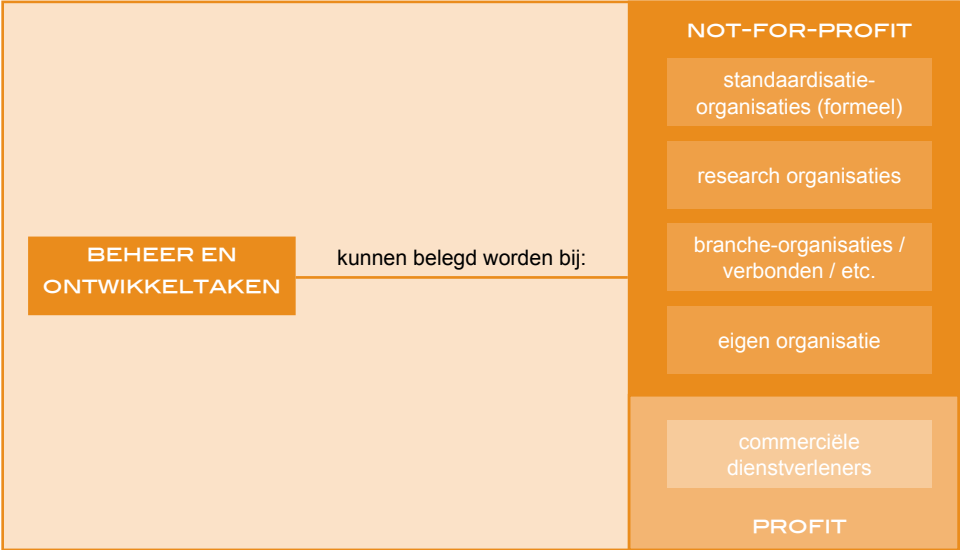 NOT-FOR-PROFIT
standaardisatie-
organisaties (formeel)
research organisaties
BEHEER EN
ONTWIKKELTAKEN
kunnen belegd worden bij:
branche-organisaties /
verbonden / etc.
eigen organisatie
commerciële
dienstverleners
PROFIT